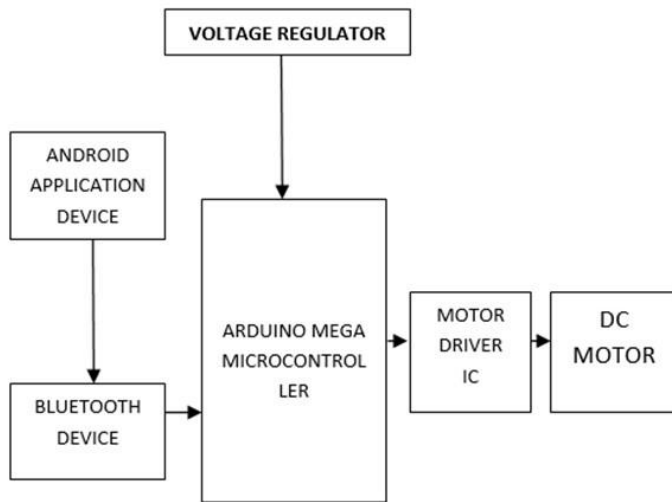 VOLTAGE REGULATOR
ANDROID
APPLICATION
DEVICE
BLUETOOTH
DEVICE
ARDUINO MEGA
MICROCONTROL
LER
MOTOR
DRIVER
IC
DC
MOTOR